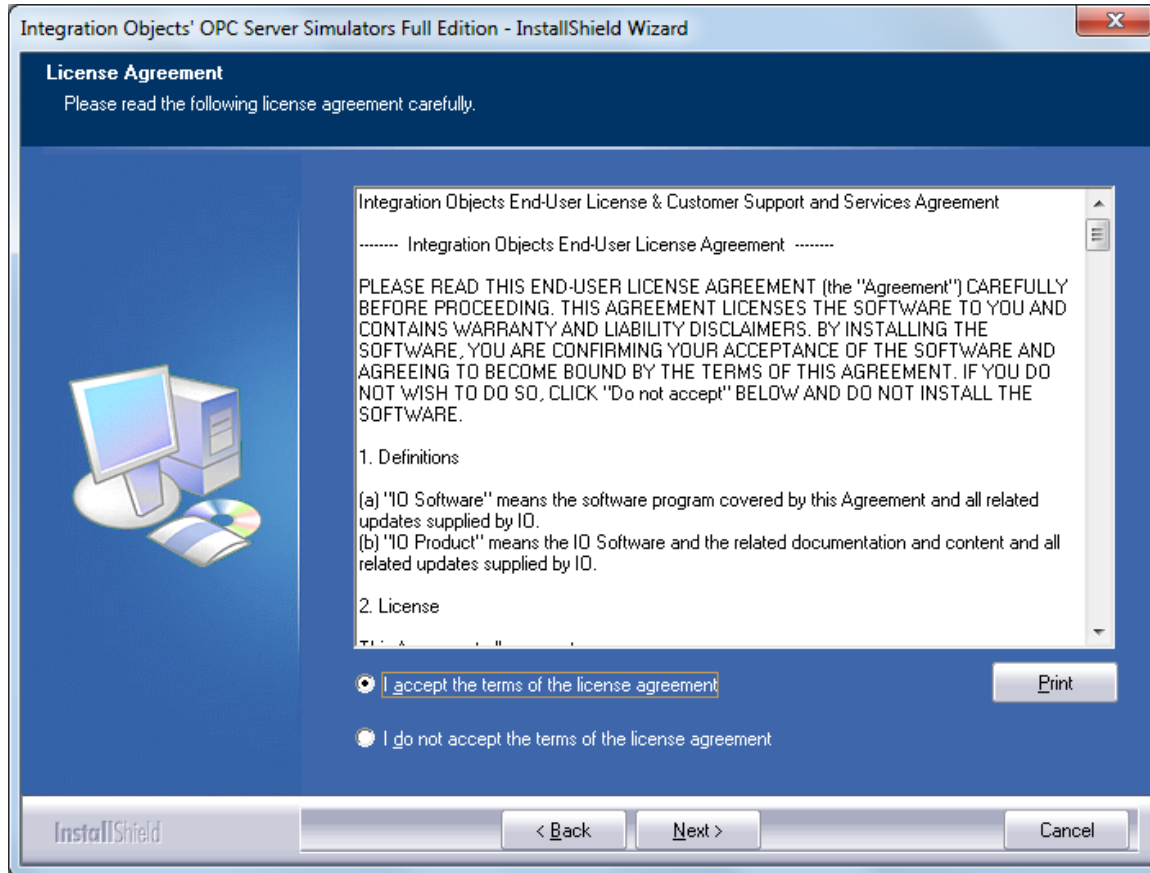 Integration Objects' OPC Server Simulators Full Edition - InstallShield Wizard
License Agreement
Please read the following license agreement carefully.
Integration Objects End-User License & Customer Support and Services Agreement
-------- Integration Objects End-User License Agreement --------
PLEASE READ THIS END-USER LICENSE AGREEMENT (the "Agreement") CAREFULLY
BEFORE PROCEEDING. THIS AGREEMENT LICENSES THE SOFTWARE TO YOU AND
CONTAINS WARRANTY AND LIABILITY DISCLAIMERS. BY INSTALLING THE
SOFTWARE, YOU ARE CONFIRMING YOUR ACCEPTANCE OF THE SOFTWARE AND
AGREEING TO BECOME BOUND BY THE TERMS OF THIS AGREEMENT. IF YOU DO
NOT WISH TO DO SO, CLICK "Do not accept" BELOW AND DO NOT INSTALL THE
SOFTWARE.
1. Definitions
(a) "IO Software" means the software program covered by this Agreement and all related
updates supplied by IO.
(b) "IO Product" means the IO Software and the related documentation and content and all
related updates supplied by IO.
2. License
I accept the terms of the license agreement
Print
I do not accept the terms of the license agreement
InstallShield
< Back
Next >
Cancel